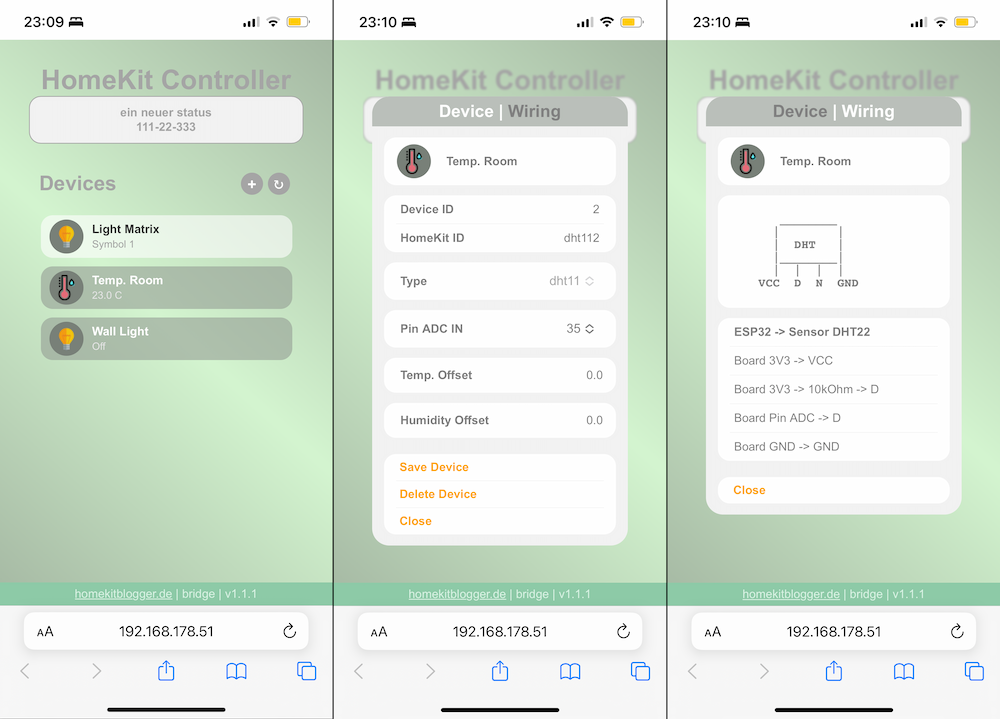 23:09
HomeKit Controller
ein neuer status
111-22-333
Devices
+ ↻
Light Matrix
Symbol 1
Temp. Room
23.0 C
Wall Light
Off
homekitblogger.de | bridge | v1.1.1
AA 192.168.178.51
23:10
HomeKit Controller
Device | Wiring
Temp. Room
Device ID 2
HomeKit ID dht112
Type dht11
Pin ADC IN 35
Temp. Offset 0.0
Humidity Offset 0.0
Save Device
Delete Device
Close
homekitblogger.de | bridge | v1.1.1
AA 192.168.178.51
23:10
HomeKit Controller
Device | Wiring
Temp. Room
DHT
VCC D N GND
ESP32 -> Sensor DHT22
Board 3V3 -> VCC
Board 3V3 -> 10kOhm -> D
Board Pin ADC -> D
Board GND -> GND
Close
homekitblogger.de | bridge | v1.1.1
AA 192.168.178.51